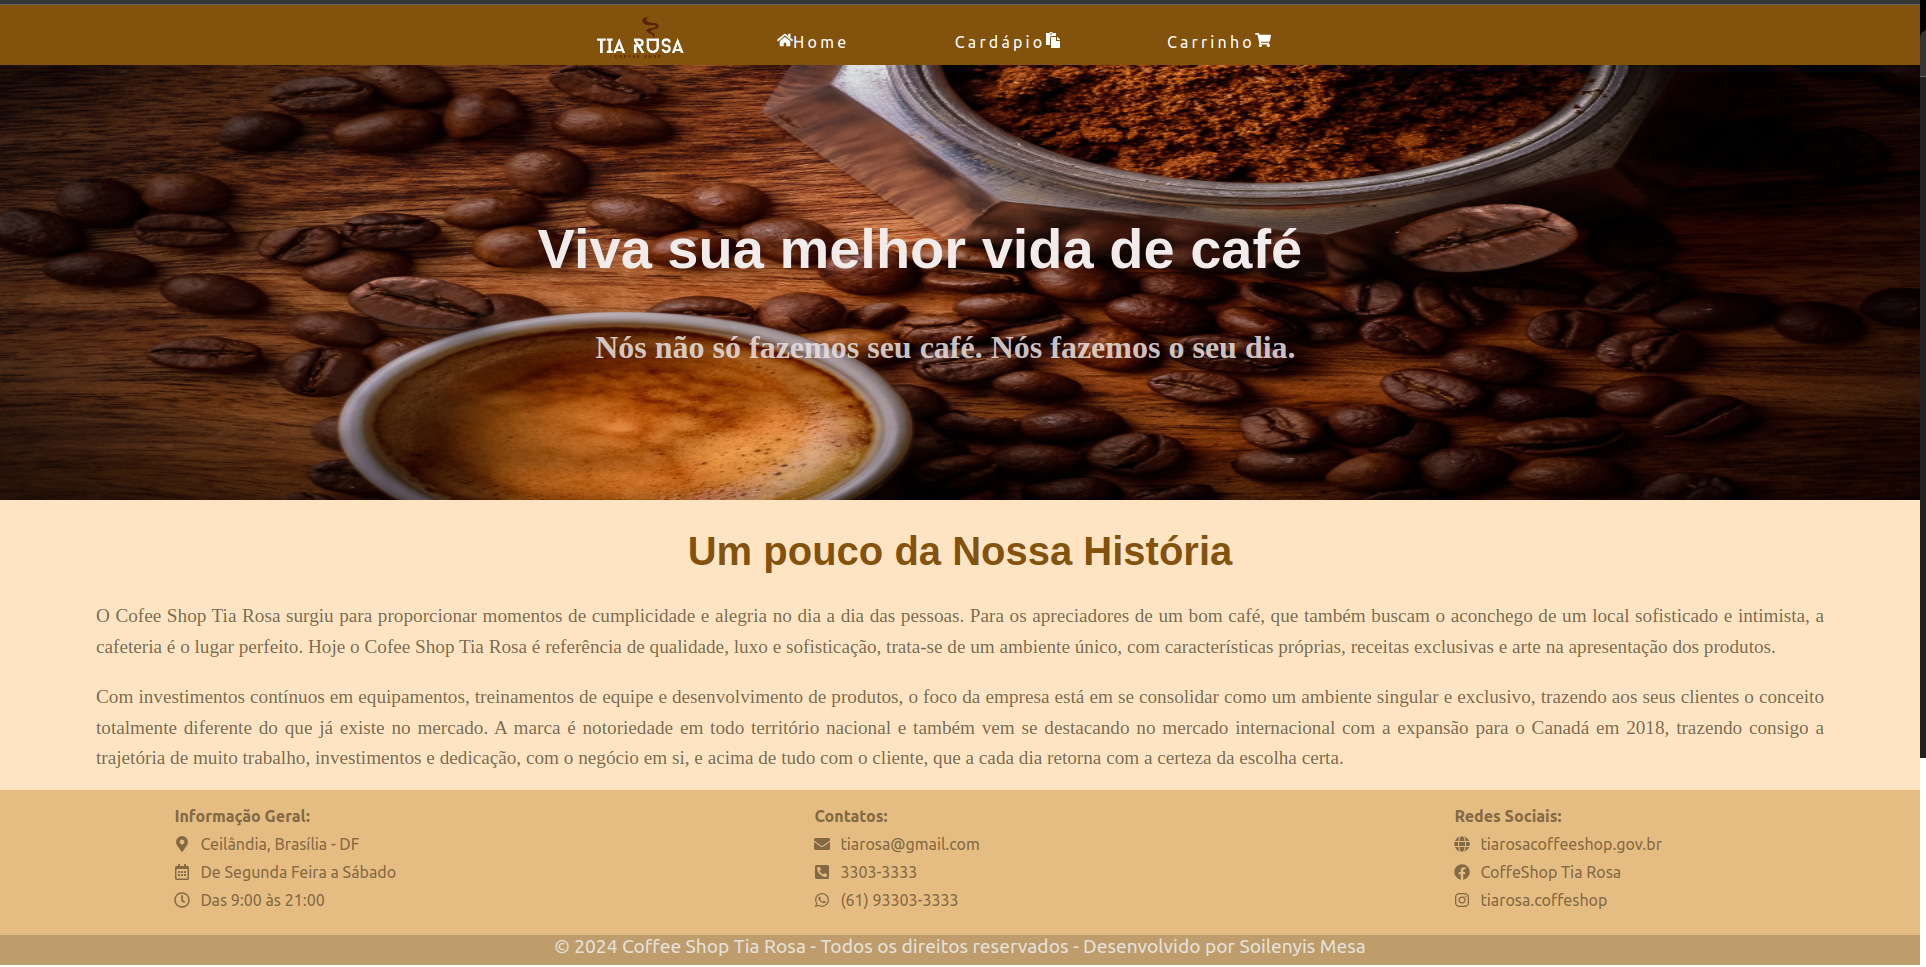 TIA ROSA
Home
Cardápio
Carrinho
Viva sua melhor vida de café
Nós não só fazemos seu café. Nós fazemos o seu dia.
Um pouco da Nossa História
O Cofee Shop Tia Rosa surgiu para proporcionar momentos de cumplicidade e alegria no dia a dia das pessoas. Para os apreciadores de um bom café, que também buscam o aconchego de um local sofisticado e intimista, a
cafeteria é o lugar perfeito. Hoje o Cofee Shop Tia Rosa é referência de qualidade, luxo e sofisticação, trata-se de um ambiente único, com características próprias, receitas exclusivas e arte na apresentação dos produtos.
Com investimentos contínuos em equipamentos, treinamentos de equipe e desenvolvimento de produtos, o foco da empresa está em se consolidar como um ambiente singular e exclusivo, trazendo aos seus clientes o conceito
totalmente diferente do que já existe no mercado. A marca é notoriedade em todo território nacional e também vem se destacando no mercado internacional com a expansão para o Canadá em 2018, trazendo consigo a
trajetória de muito trabalho, investimentos e dedicação, com o negócio em si, e acima de tudo com o cliente, que a cada dia retorna com a certeza da escolha certa.
Informação Geral:
Ceilândia, Brasília - DF
De Segunda Feira a Sábado
Das 9:00 às 21:00
Contatos:
tiarosa@gmail.com
3303-3333
(61) 93303-3333
Redes Sociais:
tiarosacoffeeshop.gov.br
CoffeShop Tia Rosa
tiarosa.coffeshop
© 2024 Coffee Shop Tia Rosa - Todos os direitos reservados - Desenvolvido por Soilenyis Mesa